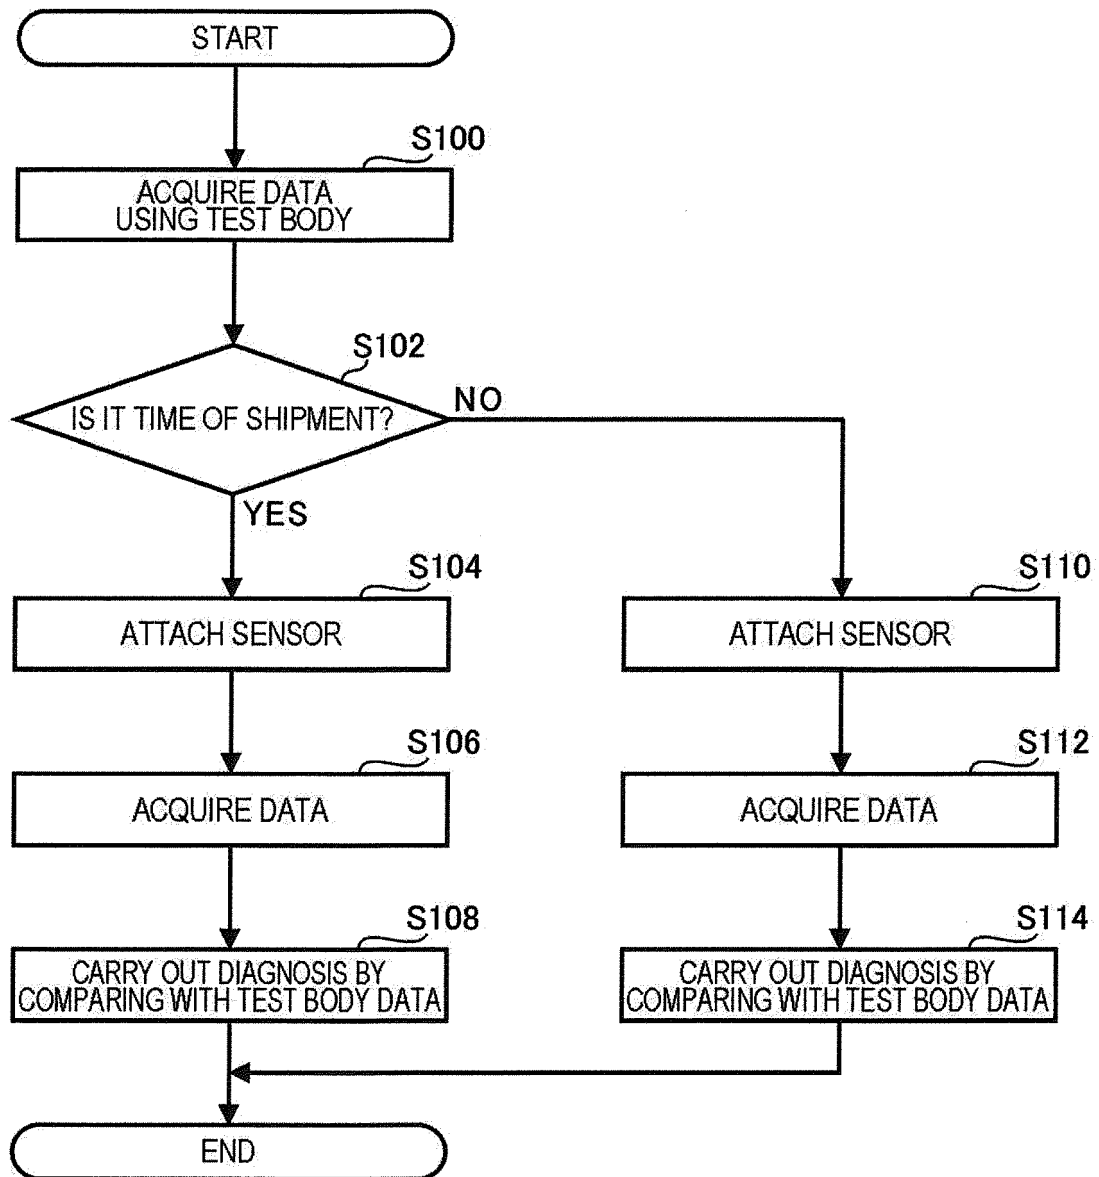 START
S100
ACQUIRE DATA
USING TEST BODY
S102
IS IT TIME OF SHIPMENT?
NO
YES
S104
ATTACH SENSOR
S106
ACQUIRE DATA
S108
CARRY OUT DIAGNOSIS BY
COMPARING WITH TEST BODY DATA
S110
ATTACH SENSOR
S112
ACQUIRE DATA
S114
CARRY OUT DIAGNOSIS BY
COMPARING WITH TEST BODY DATA
END